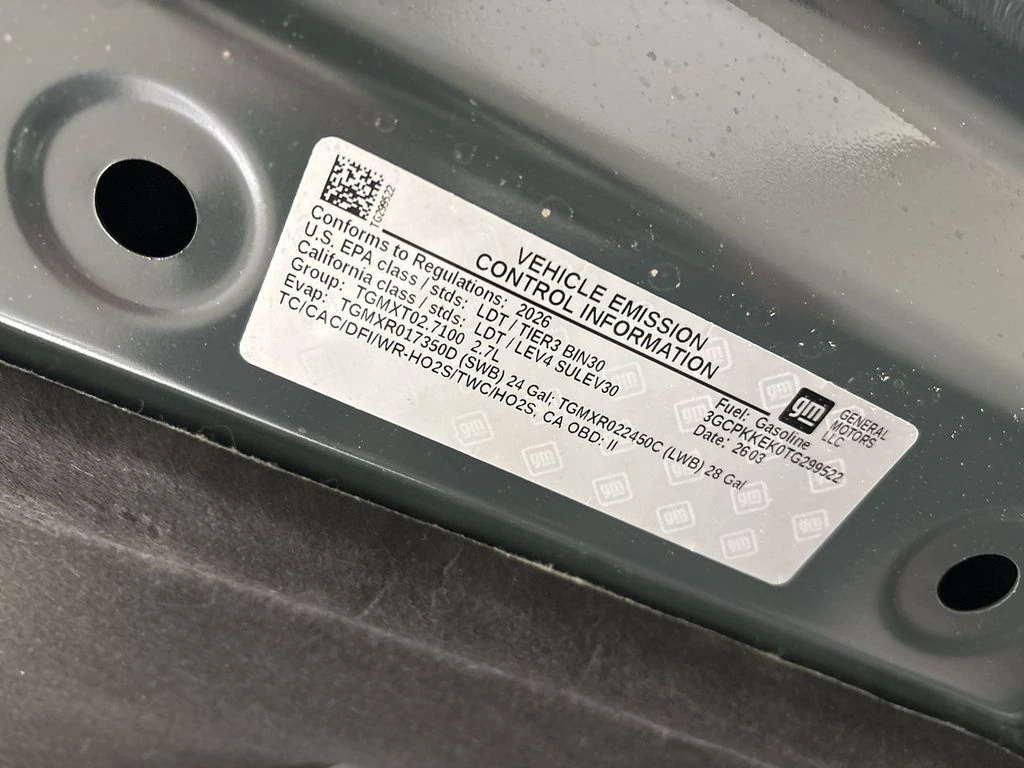 TG299522
VEHICLE EMISSION
CONTROL INFORMATION
gm GENERAL
MOTORS
LLC
Conforms to Regulations: 2026
U.S. EPA class / stds: LDT / TIER3 BIN30
California class / stds: LDT / LEV4 SULEV30
Group: TGMXT02.7100 2.7L
Evap: TGMXR017350D (SWB) 24 Gal; TGMXR022450C (LWB) 28 Gal
TC/CAC/DFI/WR-HO2S/TWC/HO2S, CA OBD: II
Fuel: Gasoline
3GCPKKEK0TG299522
Date: 2603